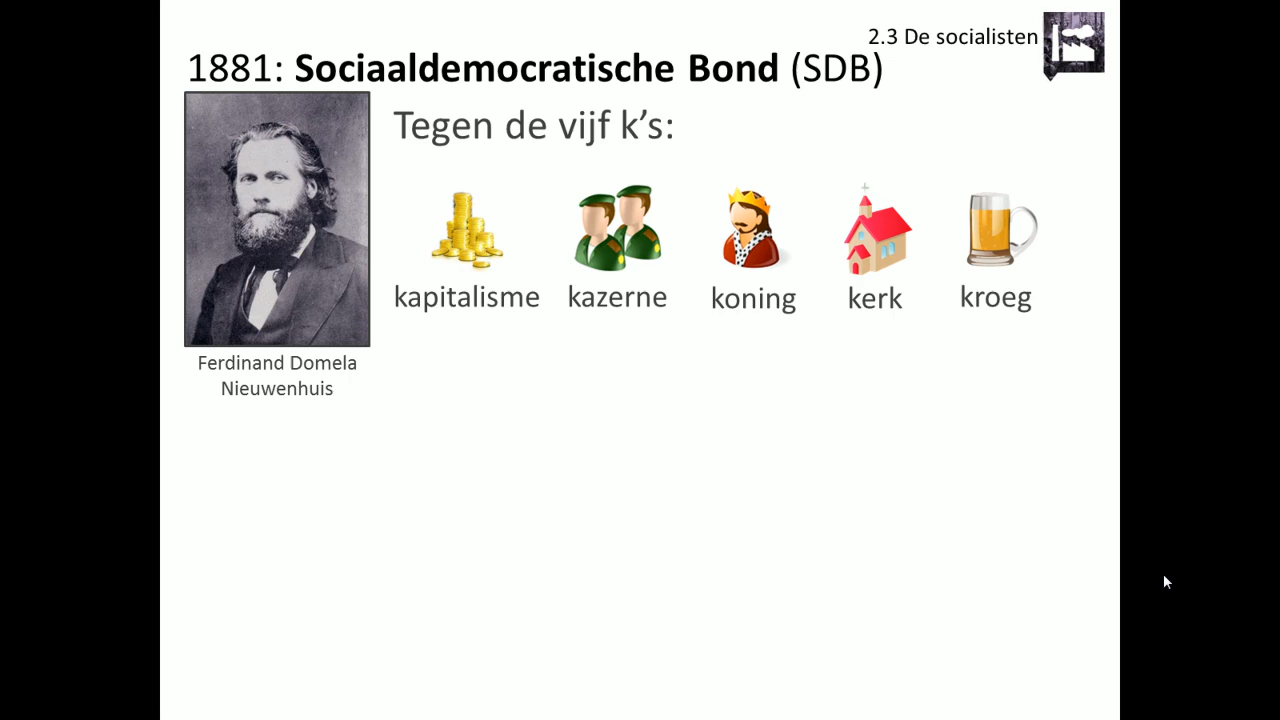 2.3 De socialisten
1881: Sociaaldemocratische Bond (SDB)
Tegen de vijf k’s:
kapitalisme kazerne koning kerk kroeg
Ferdinand Domela
Nieuwenhuis